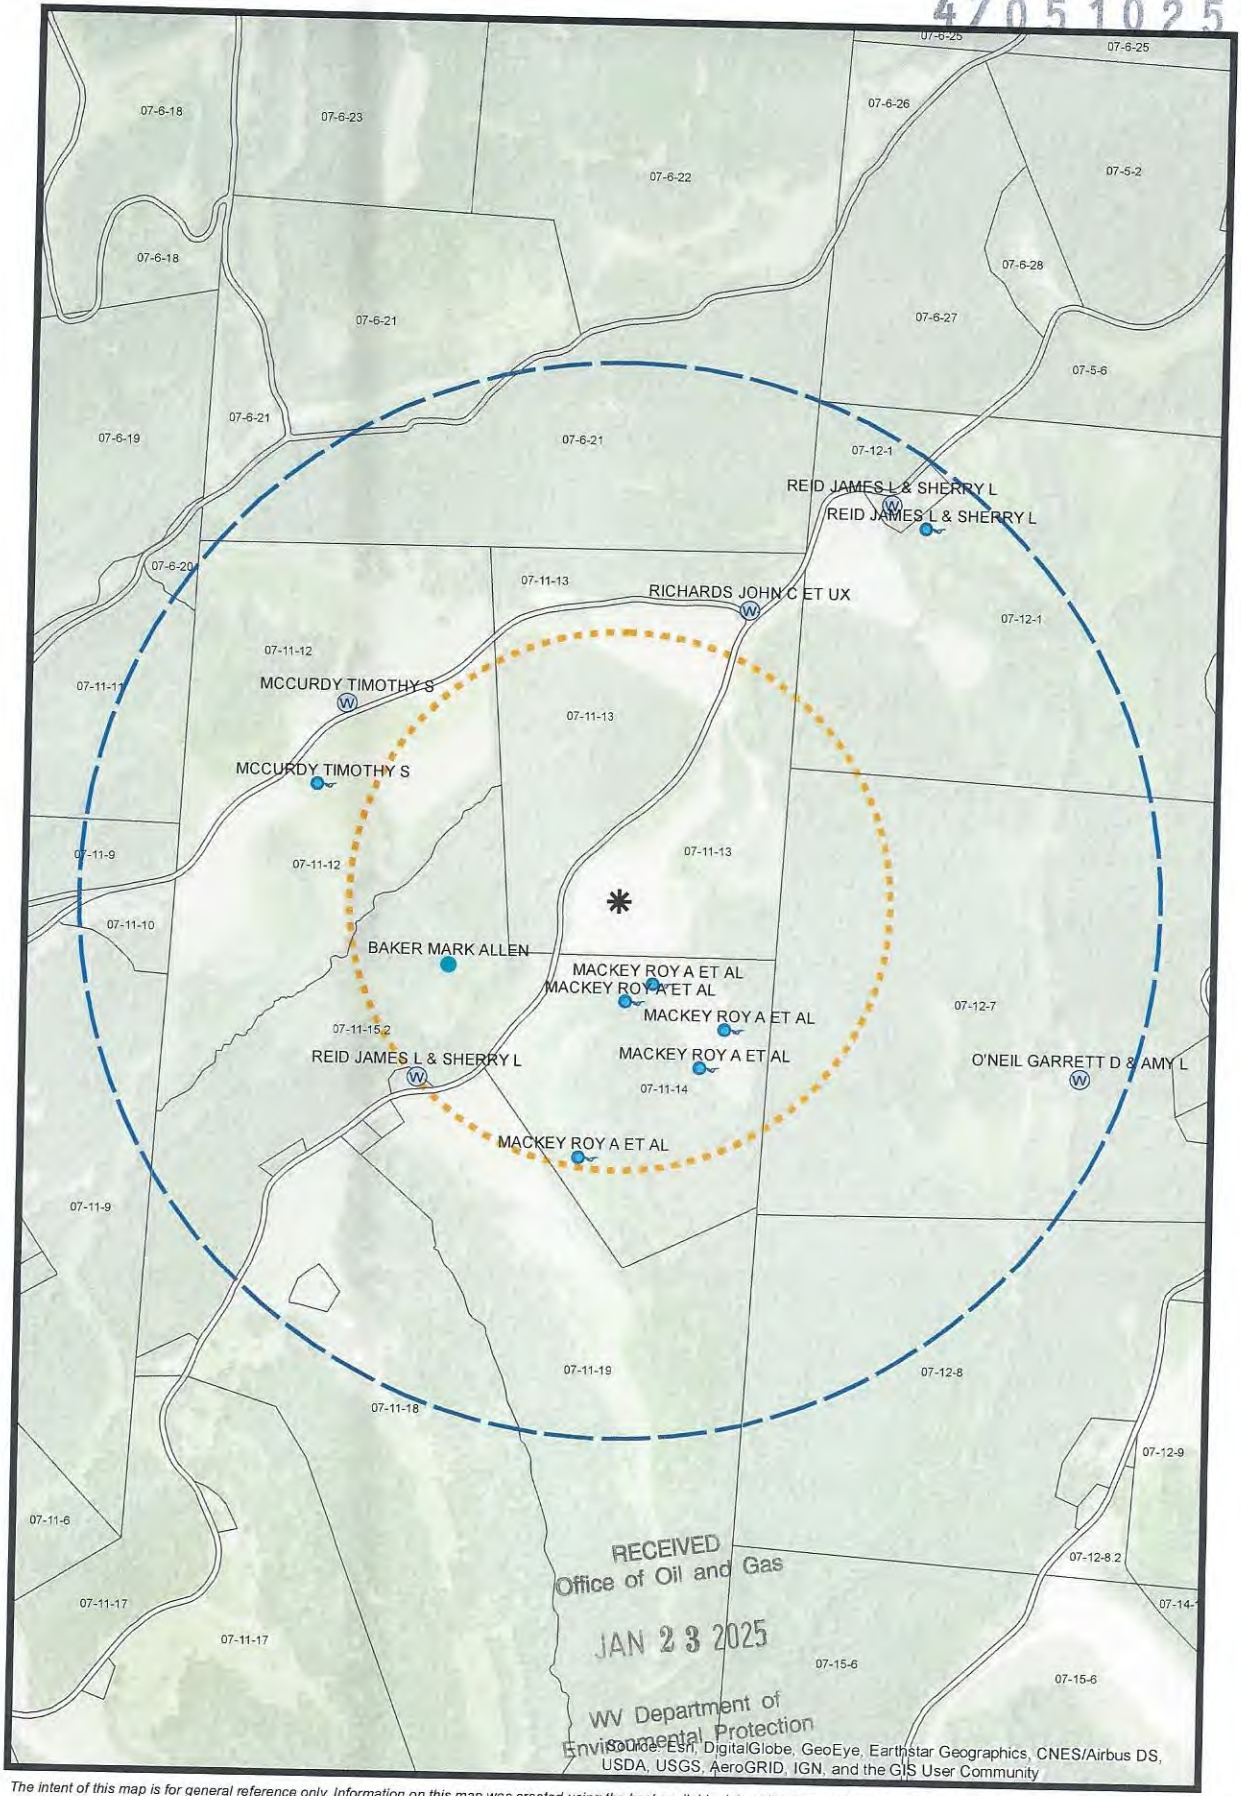 47051025
07-6-25
07-6-25
07-6-18
07-6-23
07-6-26
07-6-22
07-5-2
07-6-18
07-6-28
07-6-21
07-6-27
07-5-6
07-6-21
07-6-19
07-6-21
07-12-1
REID JAMES L & SHERRY L
W
REID JAMES L & SHERRY L
07-6-20
07-11-13
RICHARDS JOHN C ET UX
W
07-12-1
07-11-12
MCCURDY TIMOTHY S
W
07-11-11
07-11-13
MCCURDY TIMOTHY S
07-11-9
07-11-12
07-11-13
07-11-10
BAKER MARK ALLEN
MACKEY ROY A ET AL
MACKEY ROY A ET AL
07-12-7
MACKEY ROY A ET AL
07-11-15.2
REID JAMES L & SHERRY L
W
MACKEY ROY A ET AL
O'NEIL GARRETT D & AMY L
W
07-11-14
MACKEY ROY A ET AL
07-11-9
07-11-19
07-12-8
07-11-18
07-12-9
07-11-6
RECEIVED
Office of Oil and Gas
07-12-8.2
07-11-17
07-14-
07-11-17
JAN 23 2025
07-15-6
07-15-6
WV Department of
Environmental Protection
Source: Esri, DigitalGlobe, GeoEye, Earthstar Geographics, CNES/Airbus DS,
USDA, USGS, AeroGRID, IGN, and the GIS User Community
The intent of this map is for general reference only. Information on this map was created using the best